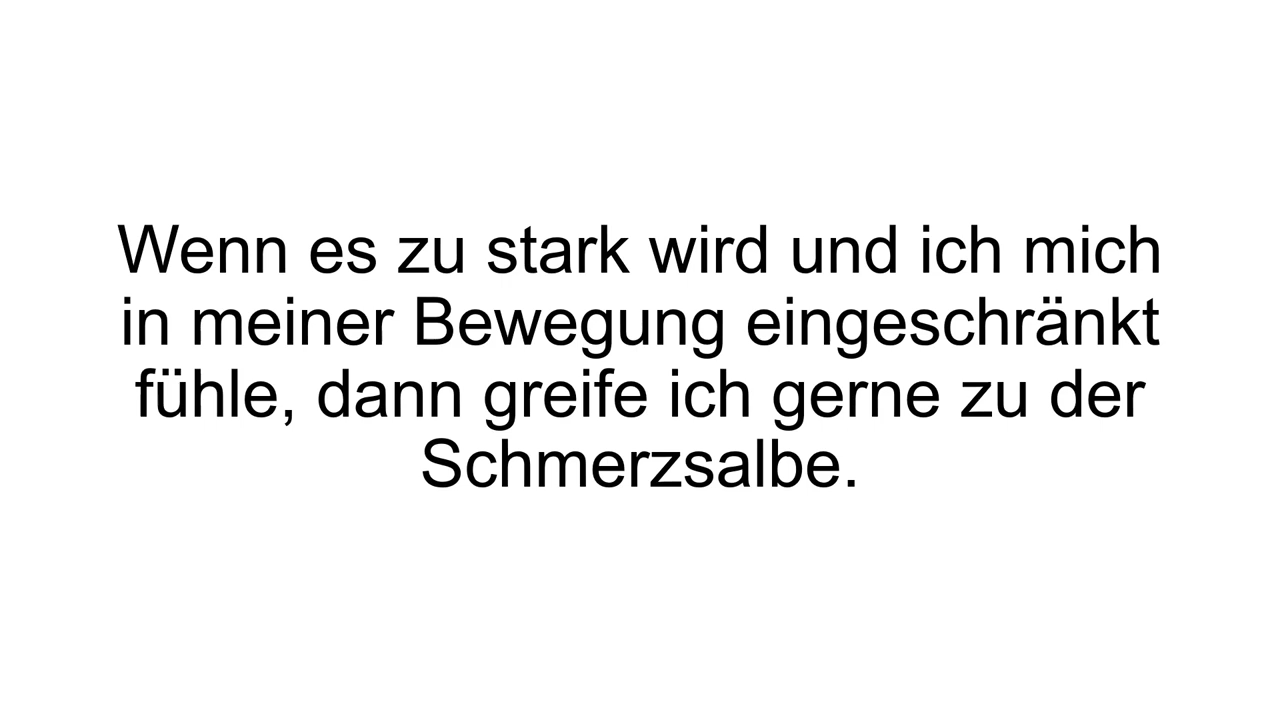 Wenn es zu stark wird und ich mich
in meiner Bewegung eingeschränkt
fühle, dann greife ich gerne zu der
Schmerzsalbe.